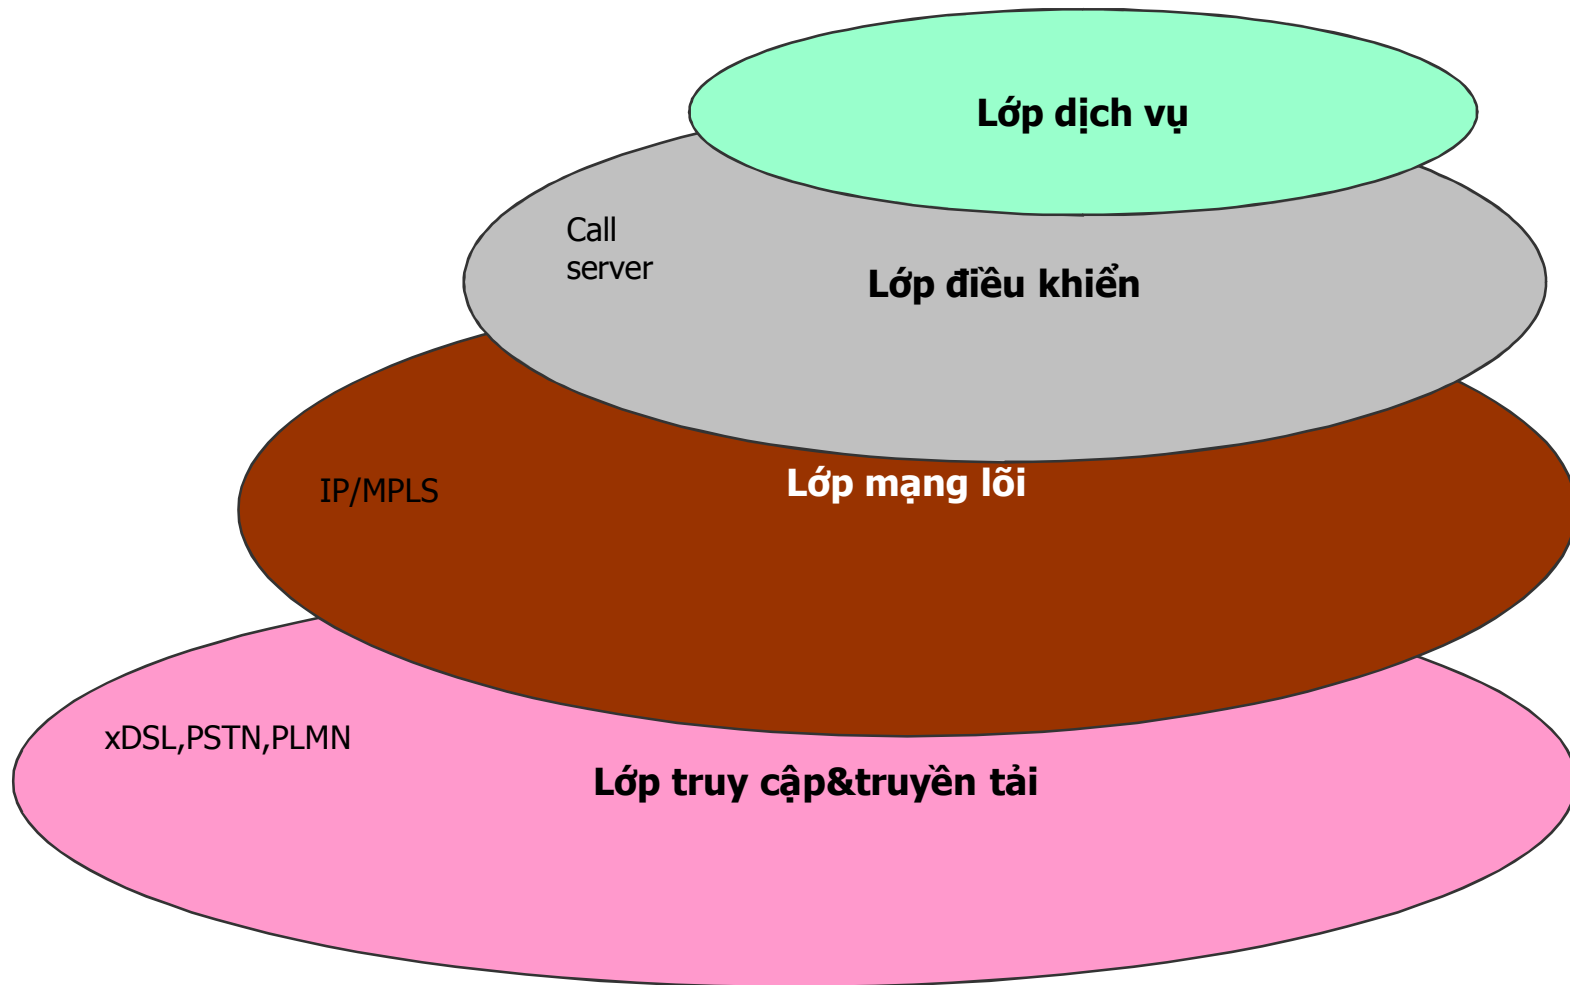 Lớp dịch vụ
Call
server
Lớp điều khiển
IP/MPLS
Lớp mạng lõi
xDSL,PSTN,PLMN
Lớp truy cập&truyền tải